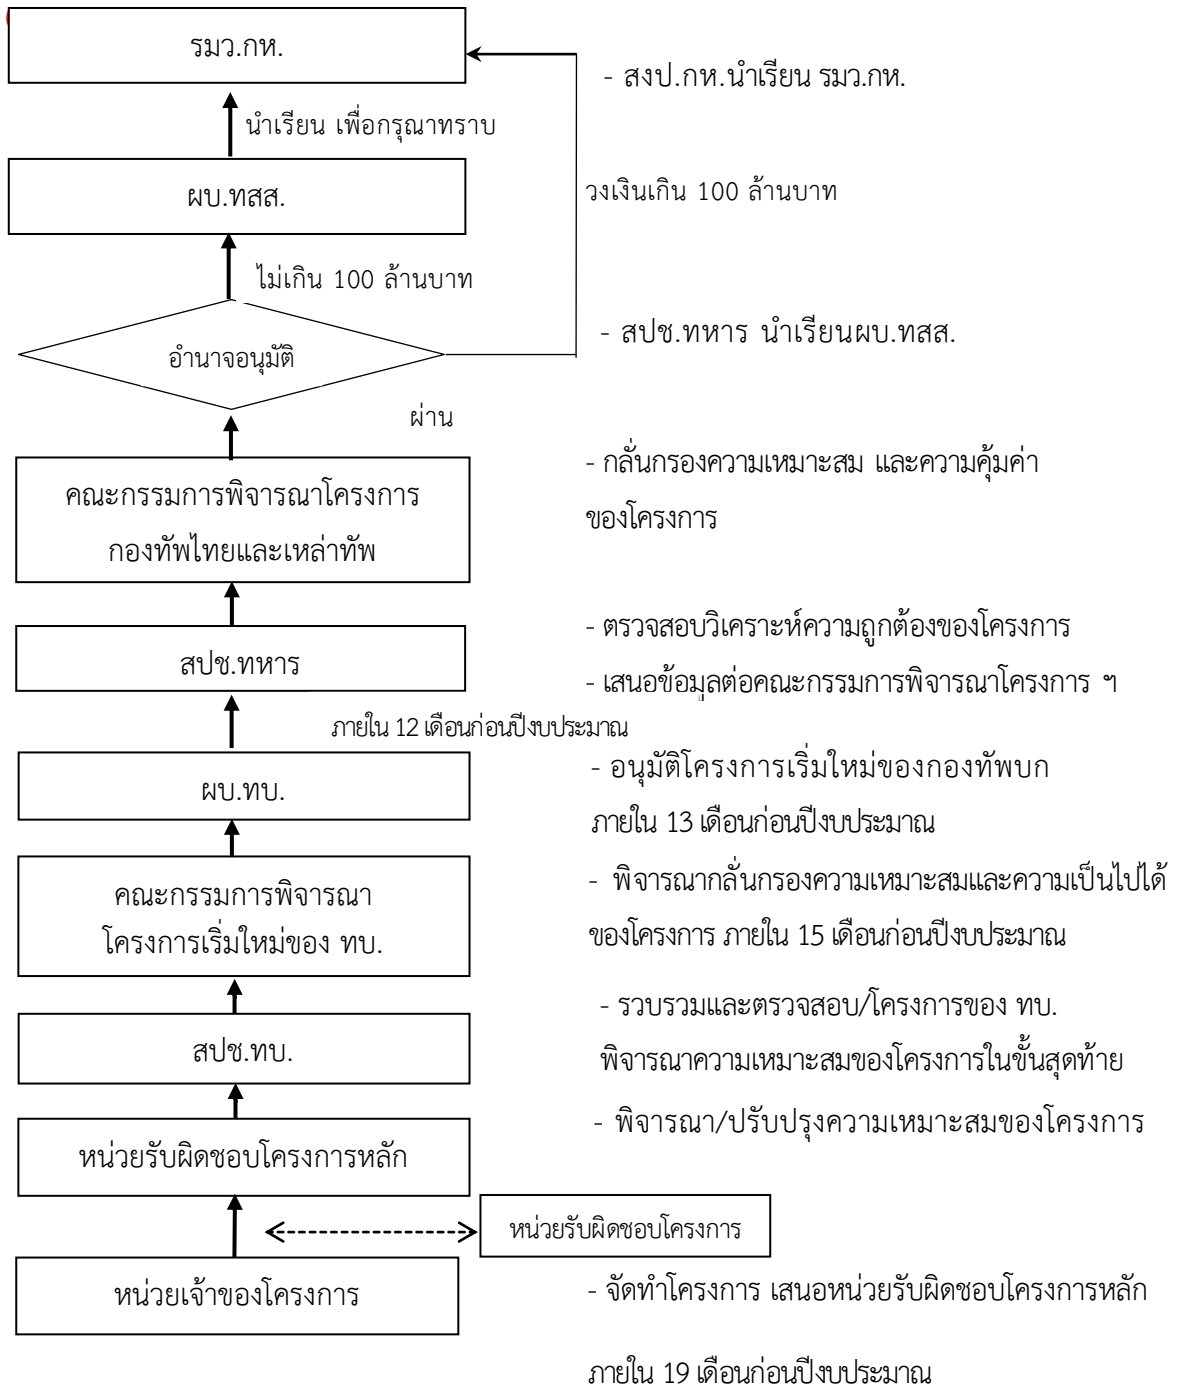 รมว.กห.
- สงป.กห.นำเรียน รมว.กห.
นำเรียน เพื่อกรุณาทราบ
ผบ.ทสส.
วงเงินเกิน 100 ล้านบาท
ไม่เกิน 100 ล้านบาท
- สปช.ทหาร นำเรียนผบ.ทสส.
อำนาจอนุมัติ
ผ่าน
คณะกรรมการพิจารณาโครงการ
กองทัพไทยและเหล่าทัพ
- กลั่นกรองความเหมาะสม และความคุ้มค่า
ของโครงการ
สปช.ทหาร
- ตรวจสอบวิเคราะห์ความถูกต้องของโครงการ
- เสนอข้อมูลต่อคณะกรรมการพิจารณาโครงการ ฯ
ภายใน 12 เดือนก่อนปีงบประมาณ
ผบ.ทบ.
- อนุมัติโครงการเริ่มใหม่ของกองทัพบก
ภายใน 13 เดือนก่อนปีงบประมาณ
คณะกรรมการพิจารณา
โครงการเริ่มใหม่ของ ทบ.
- พิจารณากลั่นกรองความเหมาะสมและความเป็นไปได้
ของโครงการ ภายใน 15 เดือนก่อนปีงบประมาณ
สปช.ทบ.
- รวบรวมและตรวจสอบ/โครงการของ ทบ.
พิจารณาความเหมาะสมของโครงการในขั้นสุดท้าย
หน่วยรับผิดชอบโครงการหลัก
- พิจารณา/ปรับปรุงความเหมาะสมของโครงการ
หน่วยรับผิดชอบโครงการ
หน่วยเจ้าของโครงการ
- จัดทำโครงการ เสนอหน่วยรับผิดชอบโครงการหลัก
ภายใน 19 เดือนก่อนปีงบประมาณ